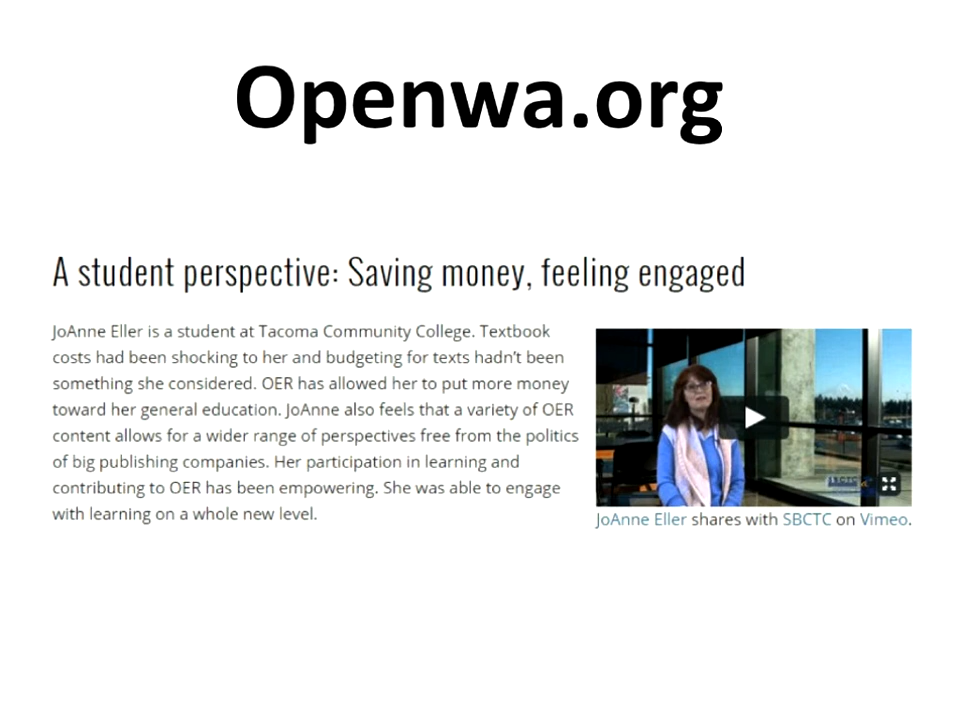 Openwa.org
A student perspective: Saving money, feeling engaged
JoAnne Eller is a student at Tacoma Community College. Textbook
costs had been shocking to her and budgeting for texts hadn't been
something she considered. OER has allowed her to put more money
toward her general education. JoAnne also feels that a variety of OER
content allows for a wider range of perspectives free from the politics
of big publishing companies. Her participation in learning and
contributing to OER has been empowering. She was able to engage
with learning on a whole new level.
JoAnne Eller shares with SBCTC on Vimeo.